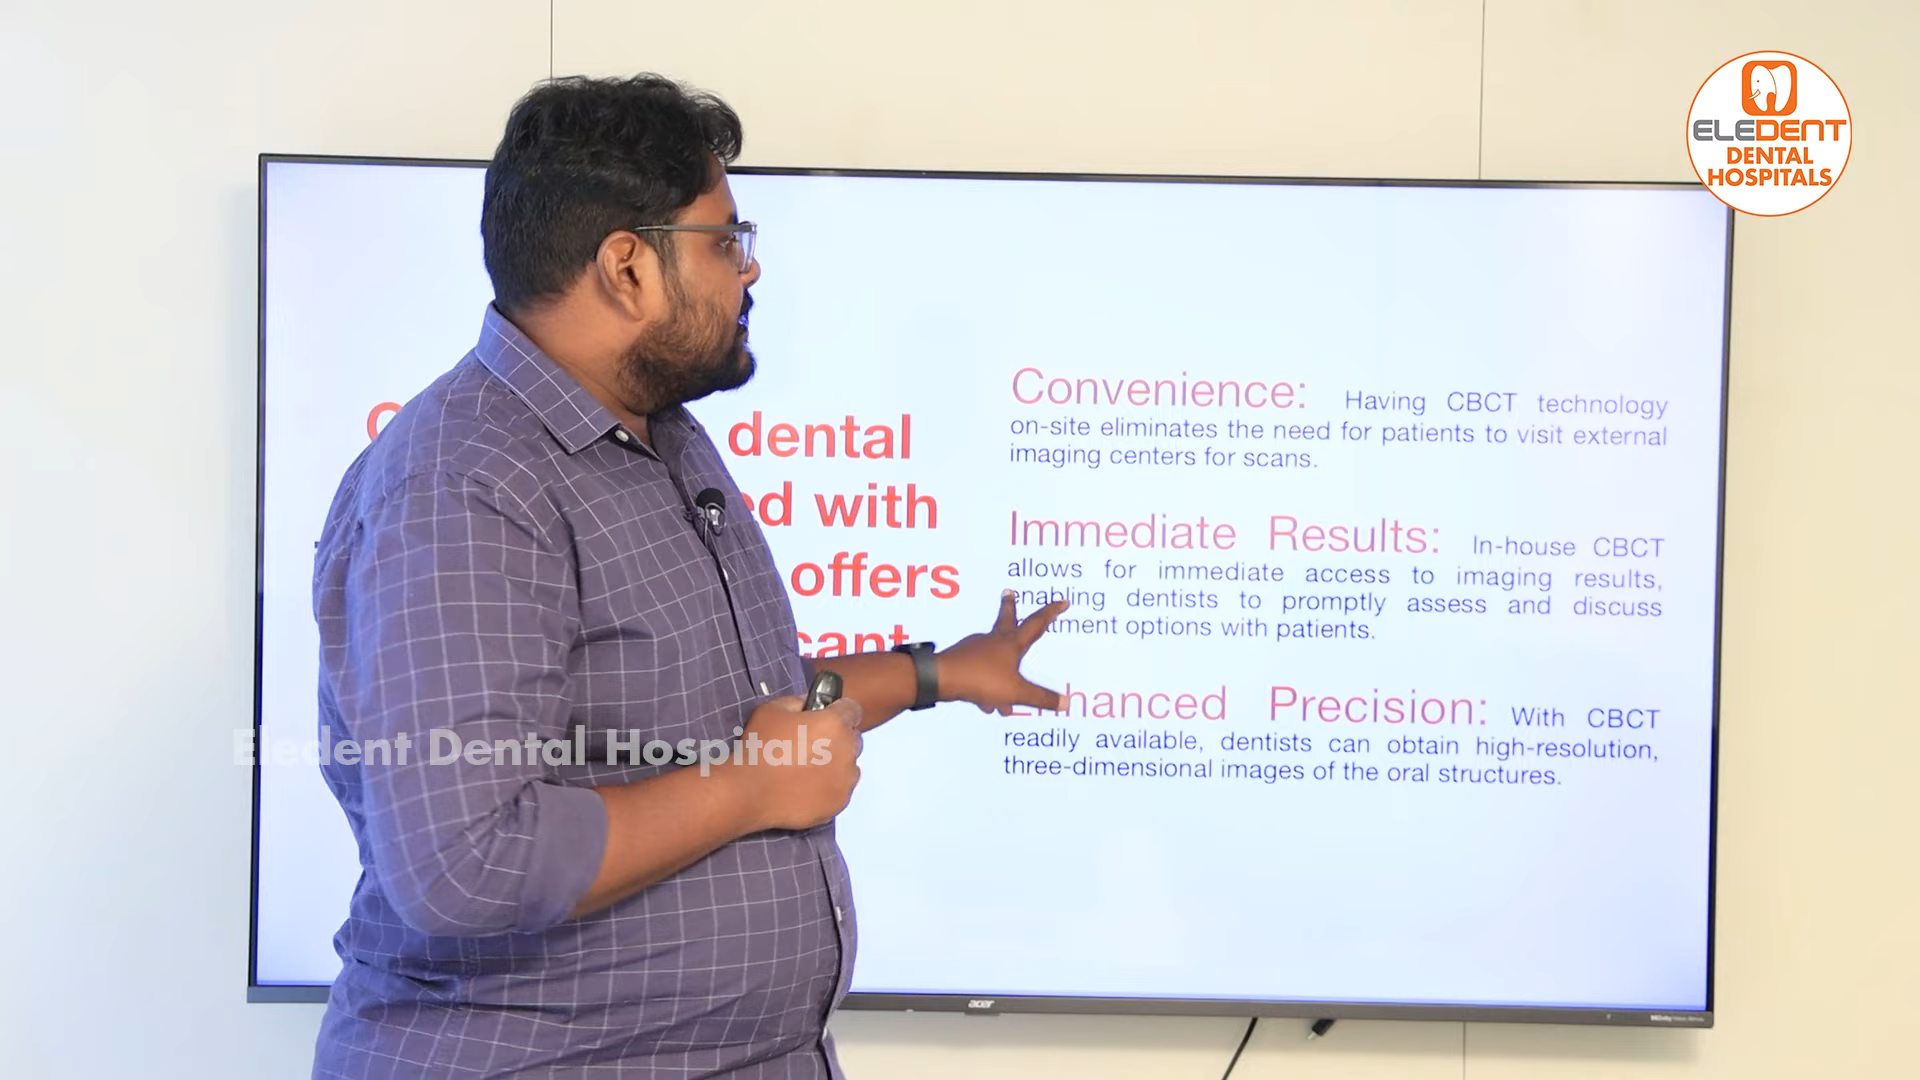 ELEDENT
DENTAL
HOSPITALS
dental
with
offers
Convenience: Having CBCT technology
on-site eliminates the need for patients to visit external
imaging centers for scans.
Immediate Results: In-house CBCT
allows for immediate access to imaging results,
enabling dentists to promptly assess and discuss
treatment options with patients.
Enhanced Precision: With CBCT
readily available, dentists can obtain high-resolution,
three-dimensional images of the oral structures.
Eledent Dental Hospitals
acer